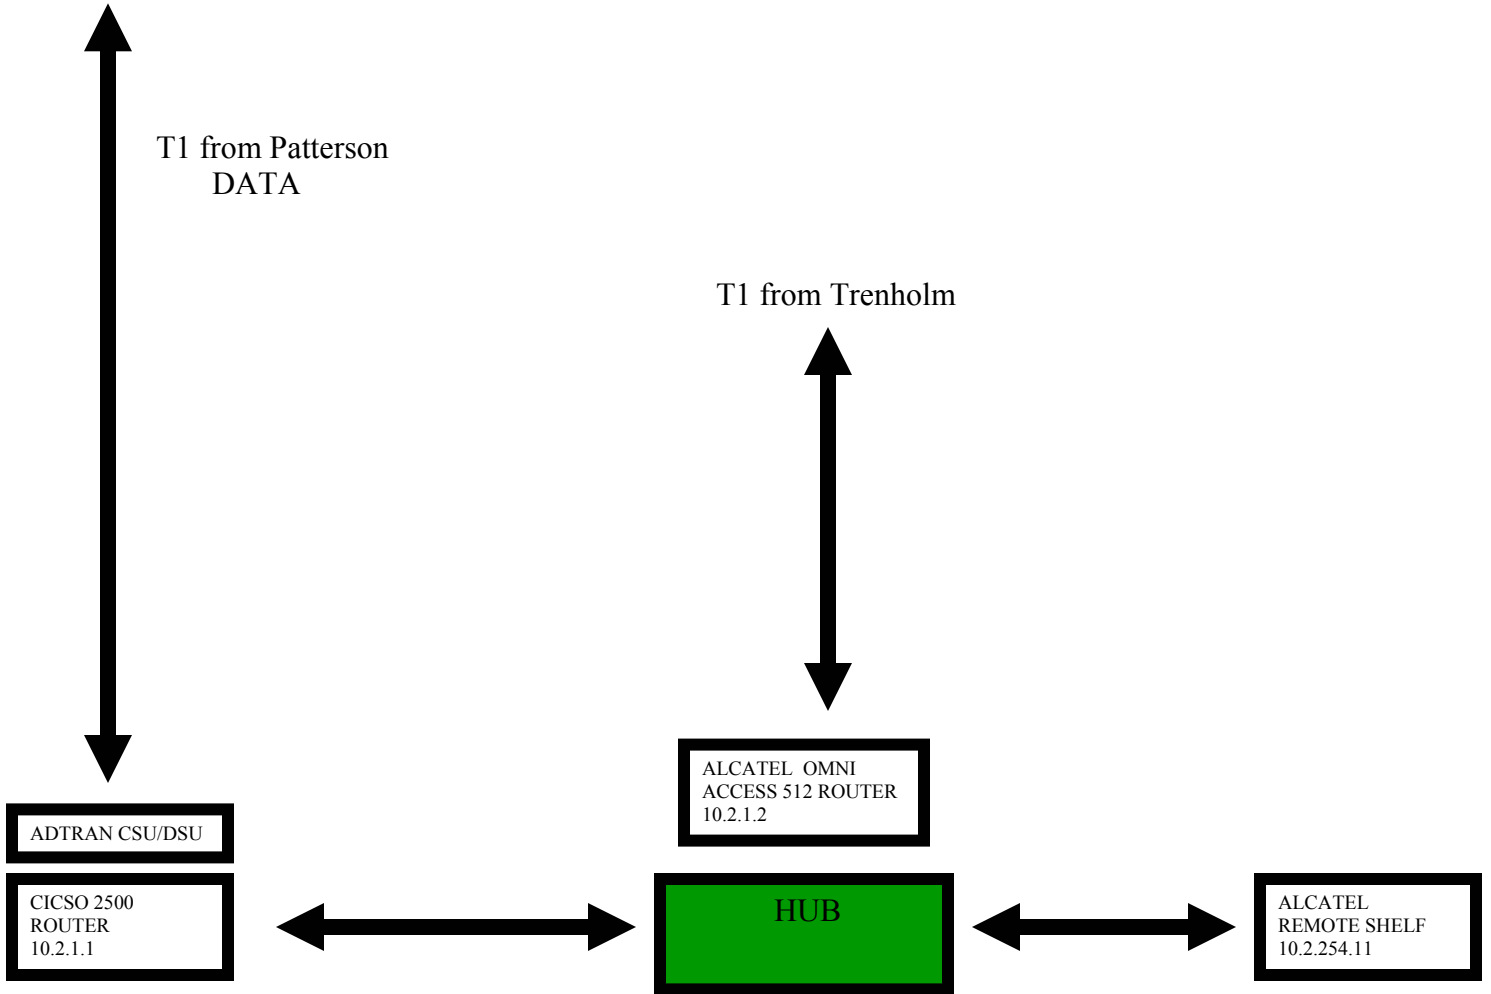 T1 from Patterson
DATA
T1 from Trenholm
ALCATEL OMNI
ACCESS 512 ROUTER
10.2.1.2
ADTRAN CSU/DSU
CICSO 2500
ROUTER
10.2.1.1
HUB
ALCATEL
REMOTE SHELF
10.2.254.11